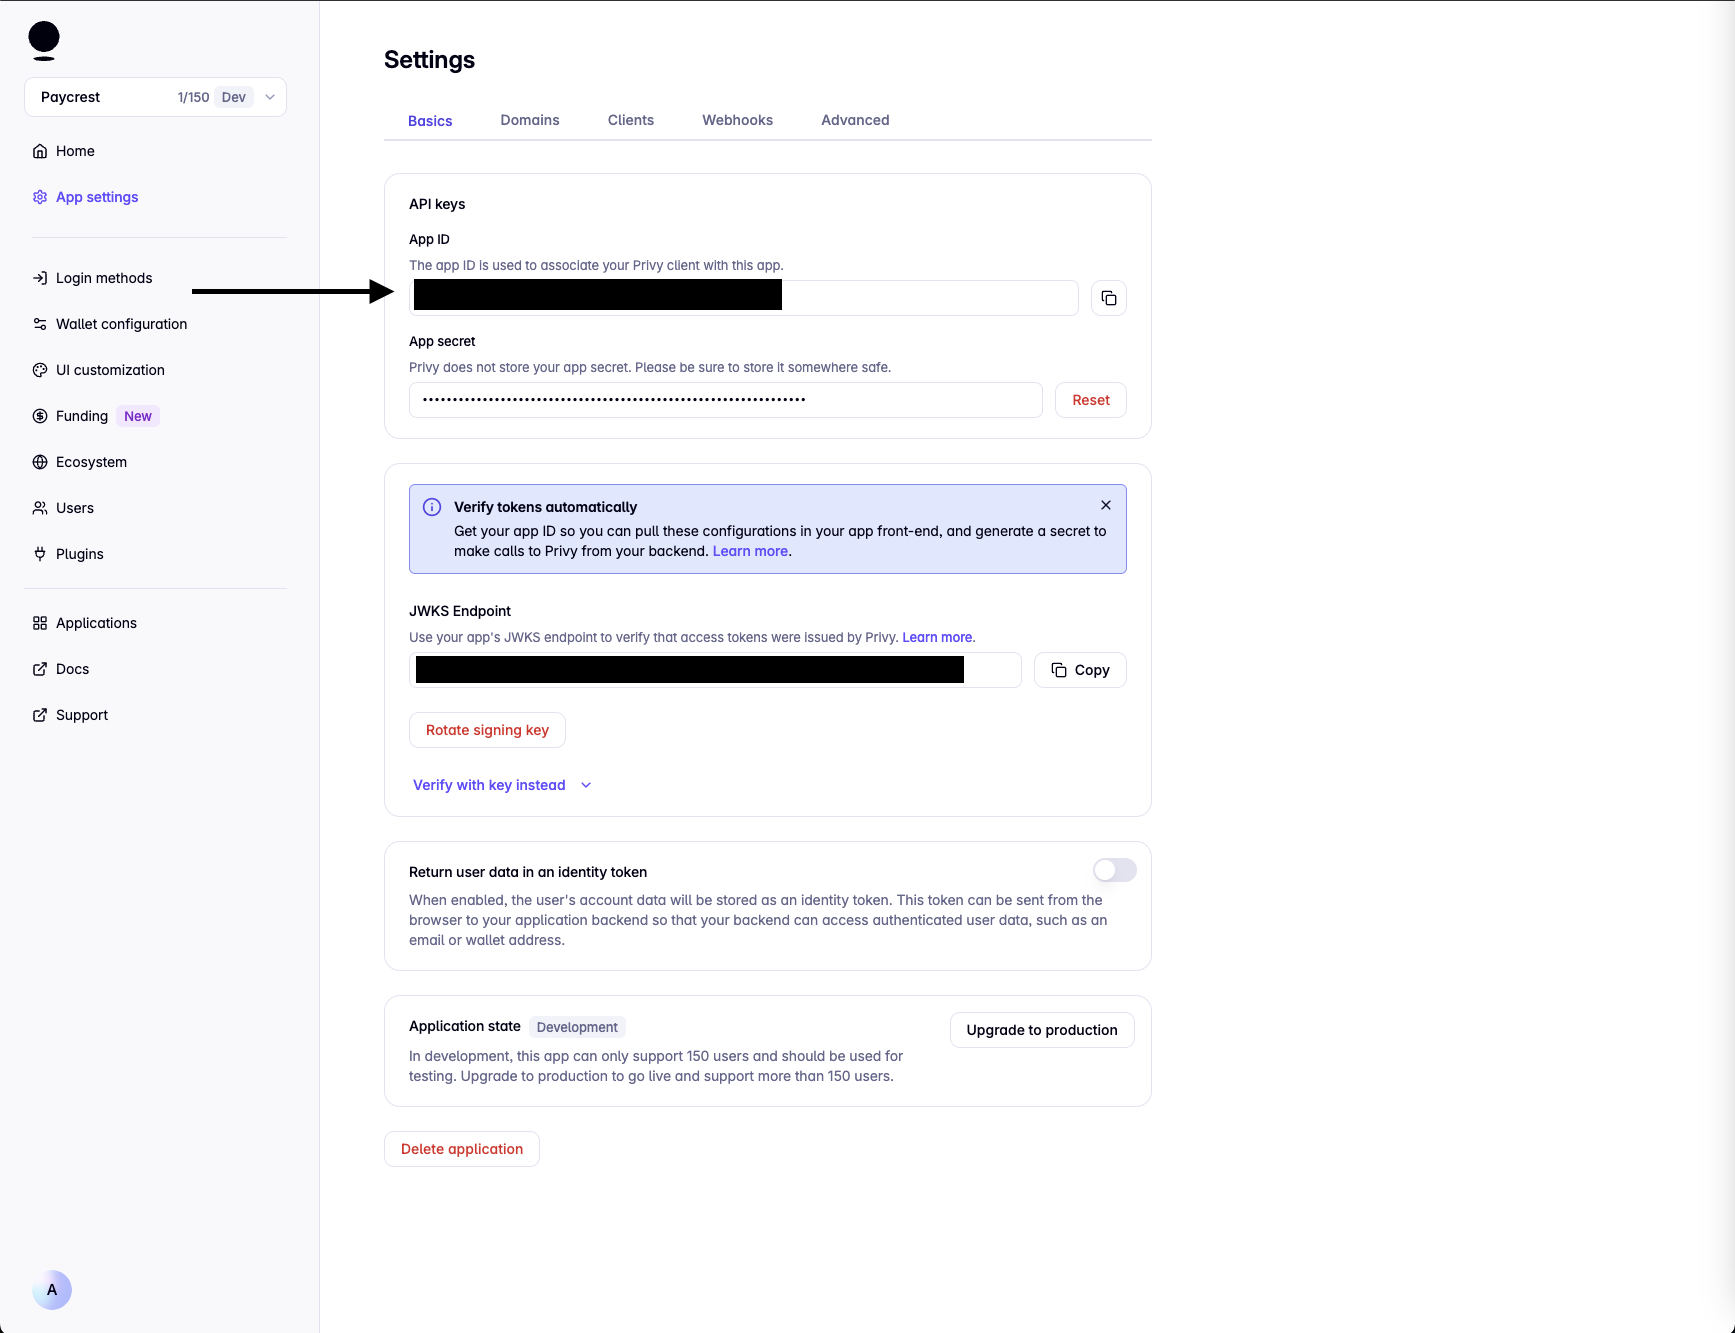 Paycrest 1/150 Dev
Home
App settings
Login methods
Wallet configuration
UI customization
Funding New
Ecosystem
Users
Plugins
Applications
Docs
Support
A
Settings
Basics Domains Clients Webhooks Advanced
API keys
App ID
The app ID is used to associate your Privy client with this app.
App secret
Privy does not store your app secret. Please be sure to store it somewhere safe.
Reset
Verify tokens automatically
Get your app ID so you can pull these configurations in your app front-end, and generate a secret to
make calls to Privy from your backend. Learn more.
JWKS Endpoint
Use your app's JWKS endpoint to verify that access tokens were issued by Privy. Learn more.
Copy
Rotate signing key
Verify with key instead
Return user data in an identity token
When enabled, the user's account data will be stored as an identity token. This token can be sent from the
browser to your application backend so that your backend can access authenticated user data, such as an
email or wallet address.
Application state Development
Upgrade to production
In development, this app can only support 150 users and should be used for
testing. Upgrade to production to go live and support more than 150 users.
Delete application